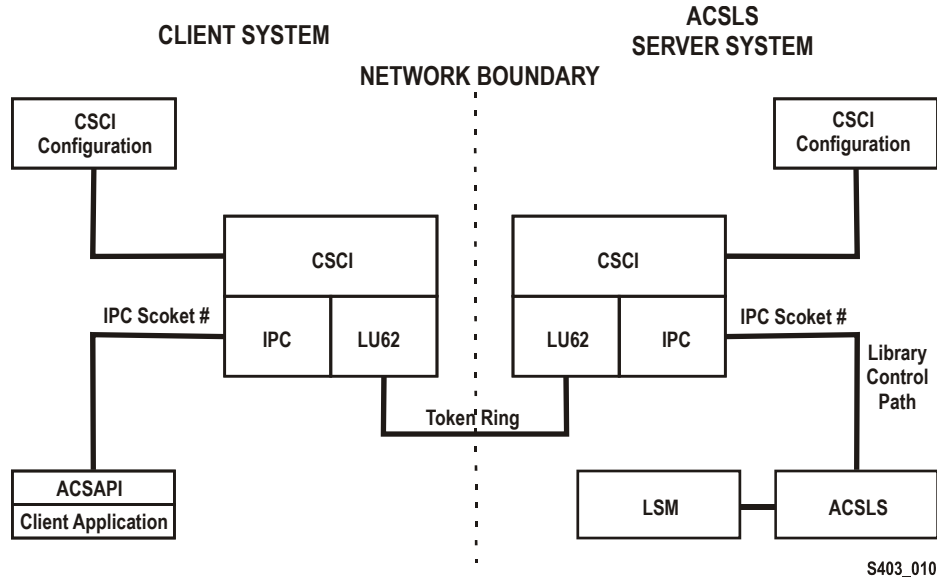 CLIENT SYSTEM
ACSLS
SERVER SYSTEM
NETWORK BOUNDARY
CSCI
Configuration
CSCI
Configuration
CSCI
CSCI
IPC Scoket #
IPC
LU62
LU62
IPC
IPC Scoket #
Library
Control
Path
Token Ring
ACSAPI
Client Application
LSM
ACSLS
S403_010